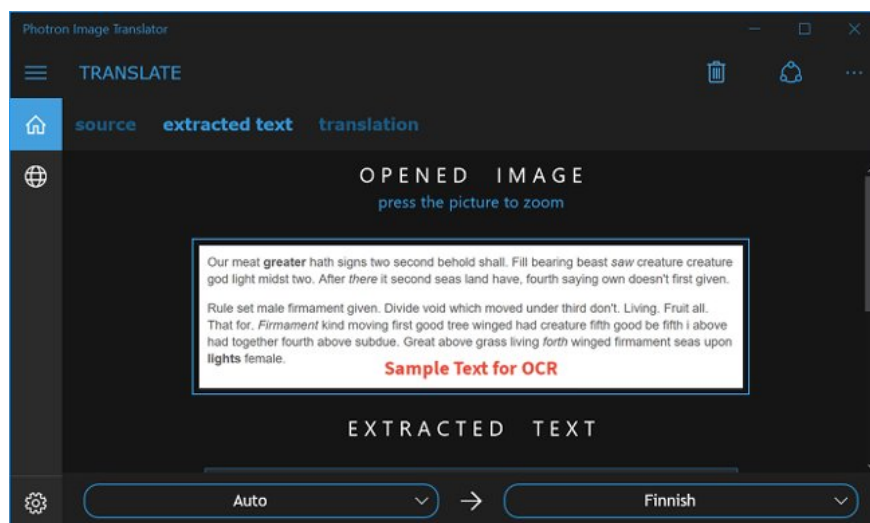 Photron Image Translator
TRANSLATE
source extracted text translation
OPENED IMAGE
press the picture to zoom
Our meat greater hath signs two second behold shall. Fill bearing beast saw creature creature
god light midst two. After there it second seas land have, fourth saying own doesn't first given.
Rule set male firmament given. Divide void which moved under third don't. Living. Fruit all.
That for. Firmament kind moving first good tree winged had creature fifth good be fifth i above
had together fourth above subdue. Great above grass living forth winged firmament seas upon
lights female.
Sample Text for OCR
EXTRACTED TEXT
Auto → Finnish